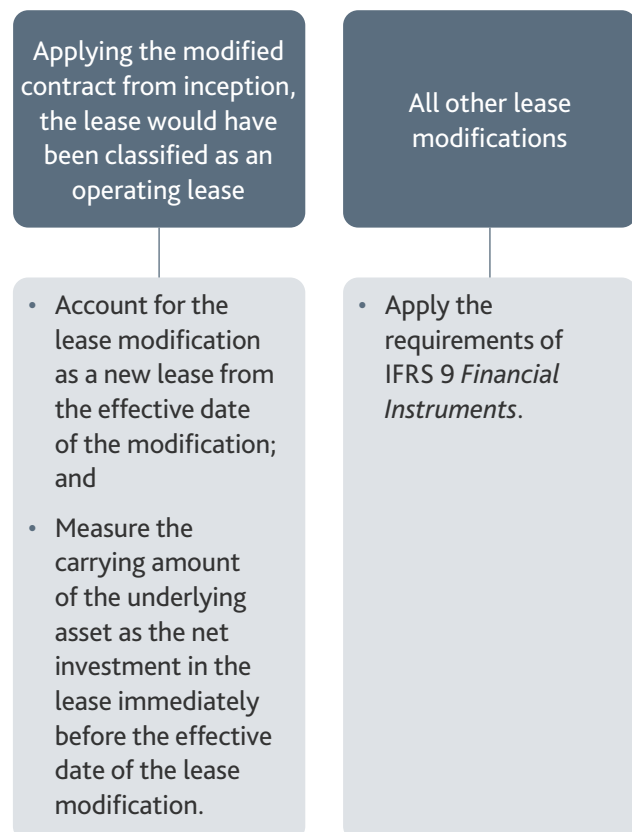 Applying the modified
contract from inception,
the lease would have
been classified as an
operating lease
All other lease
modifications
• Account for the
lease modification
as a new lease from
the effective date
of the modification;
and
• Measure the
carrying amount
of the underlying
asset as the net
investment in the
lease immediately
before the effective
date of the lease
modification.
• Apply the
requirements of
IFRS 9 Financial
Instruments.